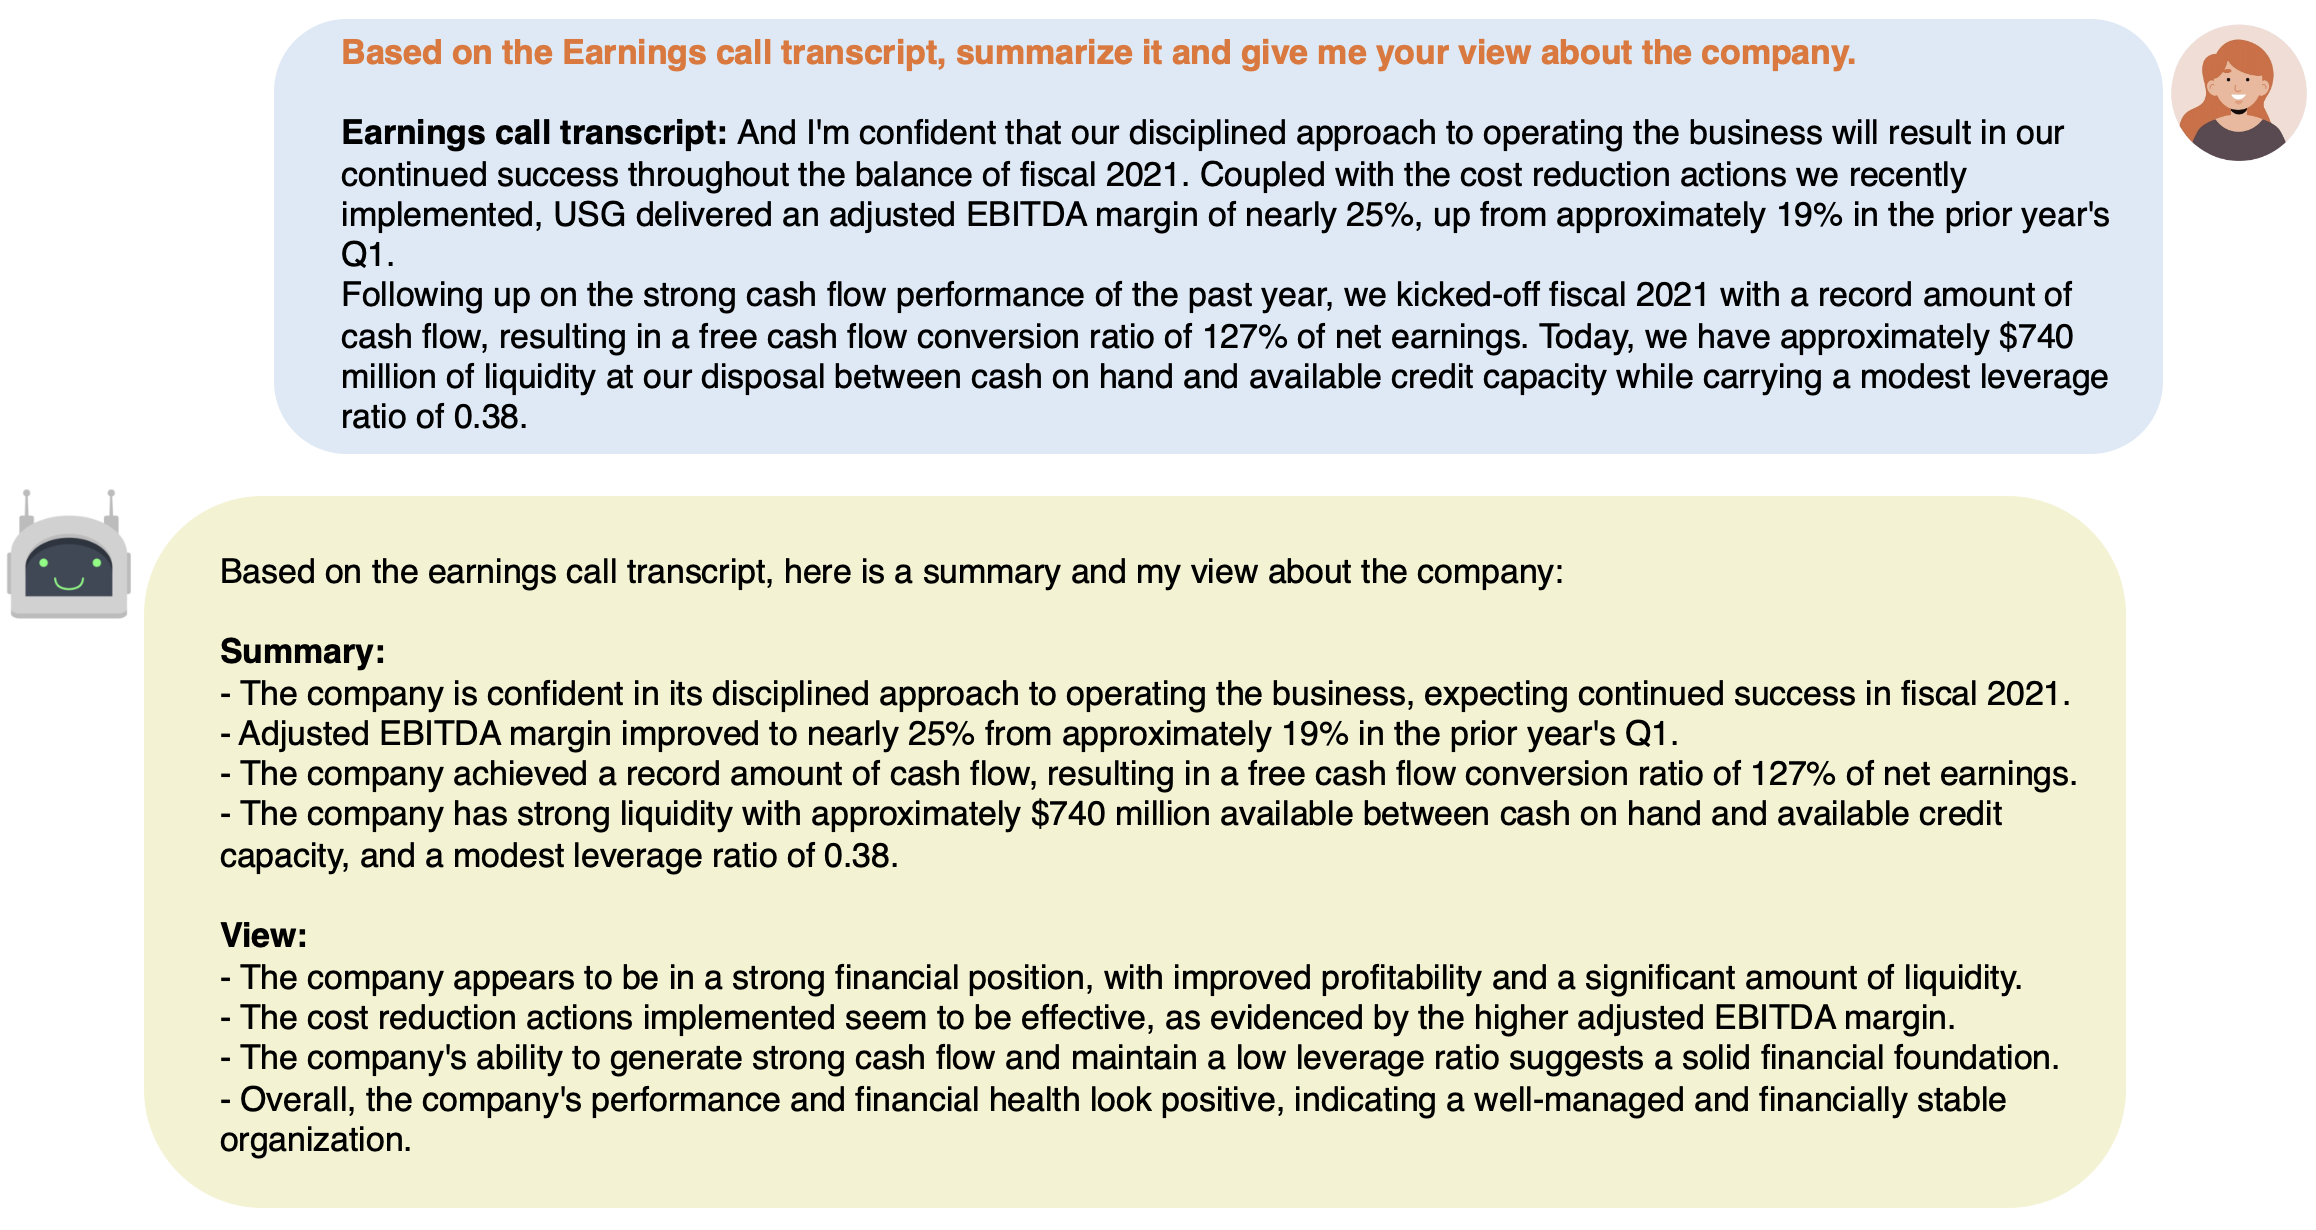 Based on the Earnings call transcript, summarize it and give me your view about the company.
Earnings call transcript: And I'm confident that our disciplined approach to operating the business will result in our
continued success throughout the balance of fiscal 2021. Coupled with the cost reduction actions we recently
implemented, USG delivered an adjusted EBITDA margin of nearly 25%, up from approximately 19% in the prior year's
Q1.
Following up on the strong cash flow performance of the past year, we kicked-off fiscal 2021 with a record amount of
cash flow, resulting in a free cash flow conversion ratio of 127% of net earnings. Today, we have approximately $740
million of liquidity at our disposal between cash on hand and available credit capacity while carrying a modest leverage
ratio of 0.38.
Based on the earnings call transcript, here is a summary and my view about the company:
Summary:
- The company is confident in its disciplined approach to operating the business, expecting continued success in fiscal 2021.
- Adjusted EBITDA margin improved to nearly 25% from approximately 19% in the prior year's Q1.
- The company achieved a record amount of cash flow, resulting in a free cash flow conversion ratio of 127% of net earnings.
- The company has strong liquidity with approximately $740 million available between cash on hand and available credit
capacity, and a modest leverage ratio of 0.38.
View:
- The company appears to be in a strong financial position, with improved profitability and a significant amount of liquidity.
- The cost reduction actions implemented seem to be effective, as evidenced by the higher adjusted EBITDA margin.
- The company's ability to generate strong cash flow and maintain a low leverage ratio suggests a solid financial foundation.
- Overall, the company's performance and financial health look positive, indicating a well-managed and financially stable
organization.